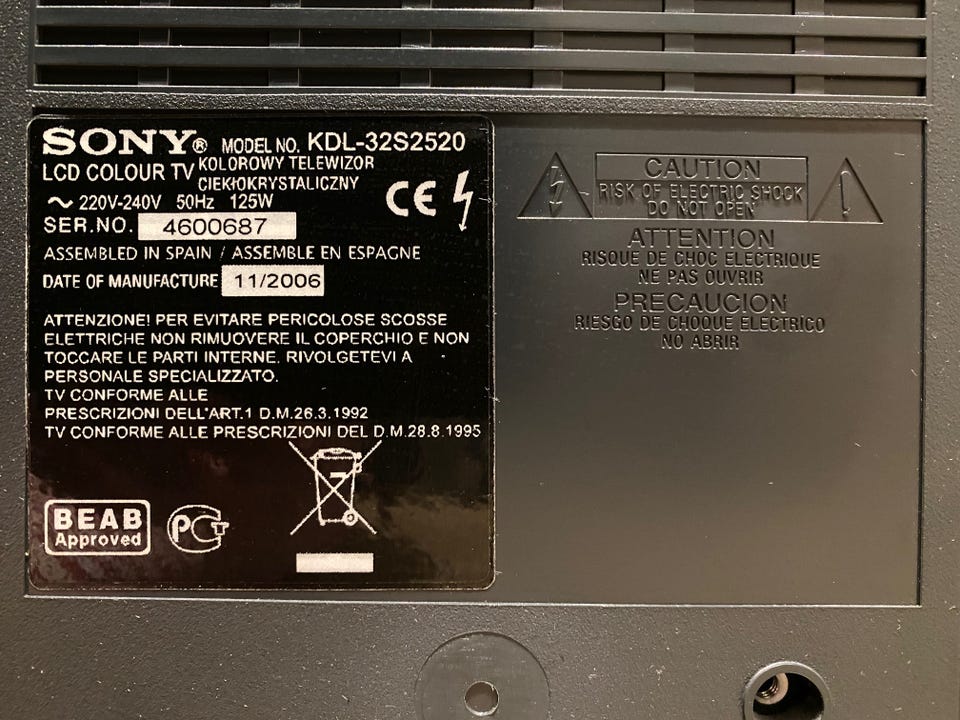 SONY® MODEL NO. KDL-32S2520
LCD COLOUR TV KOLOROWY TELEWIZOR
CIEKŁOKRYSTALICZNY
~ 220V-240V 50Hz 125W
CE
SER.NO. 4600687
ASSEMBLED IN SPAIN / ASSEMBLE EN ESPAGNE
DATE OF MANUFACTURE 11/2006
ATTENZIONE! PER EVITARE PERICOLOSE SCOSSE
ELETTRICHE NON RIMUOVERE IL COPERCHIO E NON
TOCCARE LE PARTI INTERNE. RIVOLGETEVI A
PERSONALE SPECIALIZZATO.
TV CONFORME ALLE
PRESCRIZIONI DELL'ART.1 D.M.26.3.1992
TV CONFORME ALLE PRESCRIZIONI DEL D.M.28.8.1995
BEAB
Approved
PCT
CAUTION
RISK OF ELECTRIC SHOCK
DO NOT OPEN
ATTENTION
RISQUE DE CHOC ELECTRIQUE
NE PAS OUVRIR
PRECAUCION
RIESGO DE CHOQUE ELECTRICO
NO ABRIR